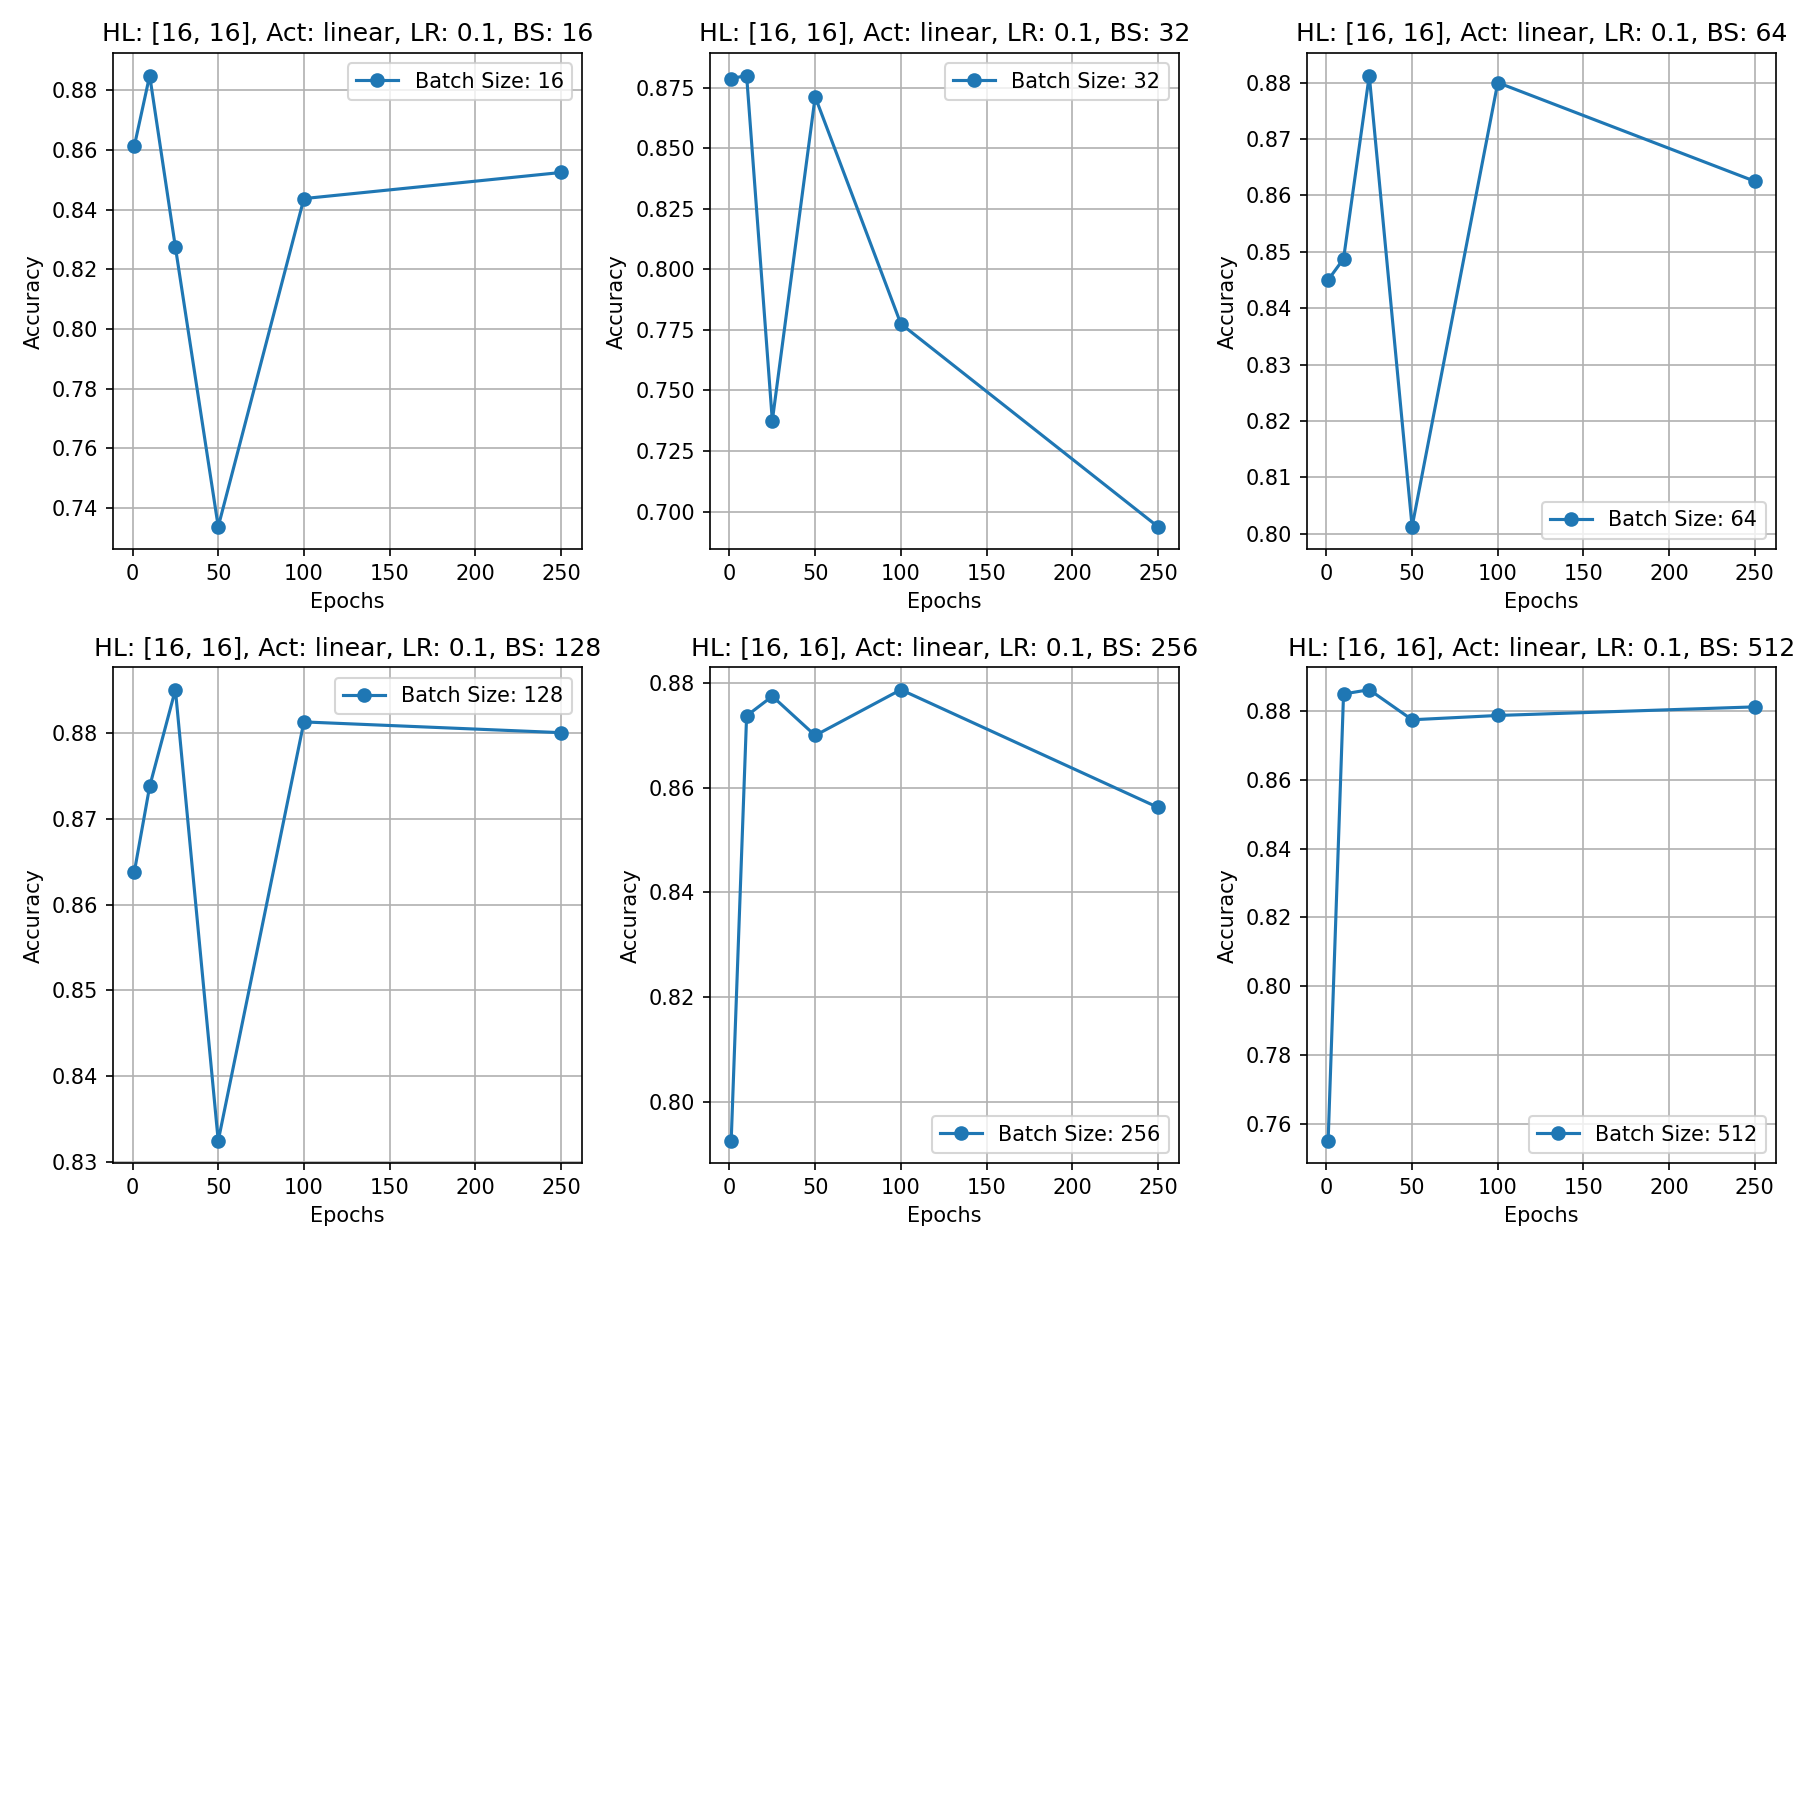 HL: [16, 16], Act: linear, LR: 0.1, BS: 16
Batch Size: 16
Accuracy
0.88
0.86
0.84
0.82
0.80
0.78
0.76
0.74
0 50 100 150 200 250
Epochs
HL: [16, 16], Act: linear, LR: 0.1, BS: 32
Batch Size: 32
Accuracy
0.875
0.850
0.825
0.800
0.775
0.750
0.725
0.700
0 50 100 150 200 250
Epochs
HL: [16, 16], Act: linear, LR: 0.1, BS: 64
Batch Size: 64
Accuracy
0.88
0.87
0.86
0.85
0.84
0.83
0.82
0.81
0.80
0 50 100 150 200 250
Epochs
HL: [16, 16], Act: linear, LR: 0.1, BS: 128
Batch Size: 128
Accuracy
0.88
0.87
0.86
0.85
0.84
0.83
0 50 100 150 200 250
Epochs
HL: [16, 16], Act: linear, LR: 0.1, BS: 256
Batch Size: 256
Accuracy
0.88
0.86
0.84
0.82
0.80
0 50 100 150 200 250
Epochs
HL: [16, 16], Act: linear, LR: 0.1, BS: 512
Batch Size: 512
Accuracy
0.88
0.86
0.84
0.82
0.80
0.78
0.76
0 50 100 150 200 250
Epochs